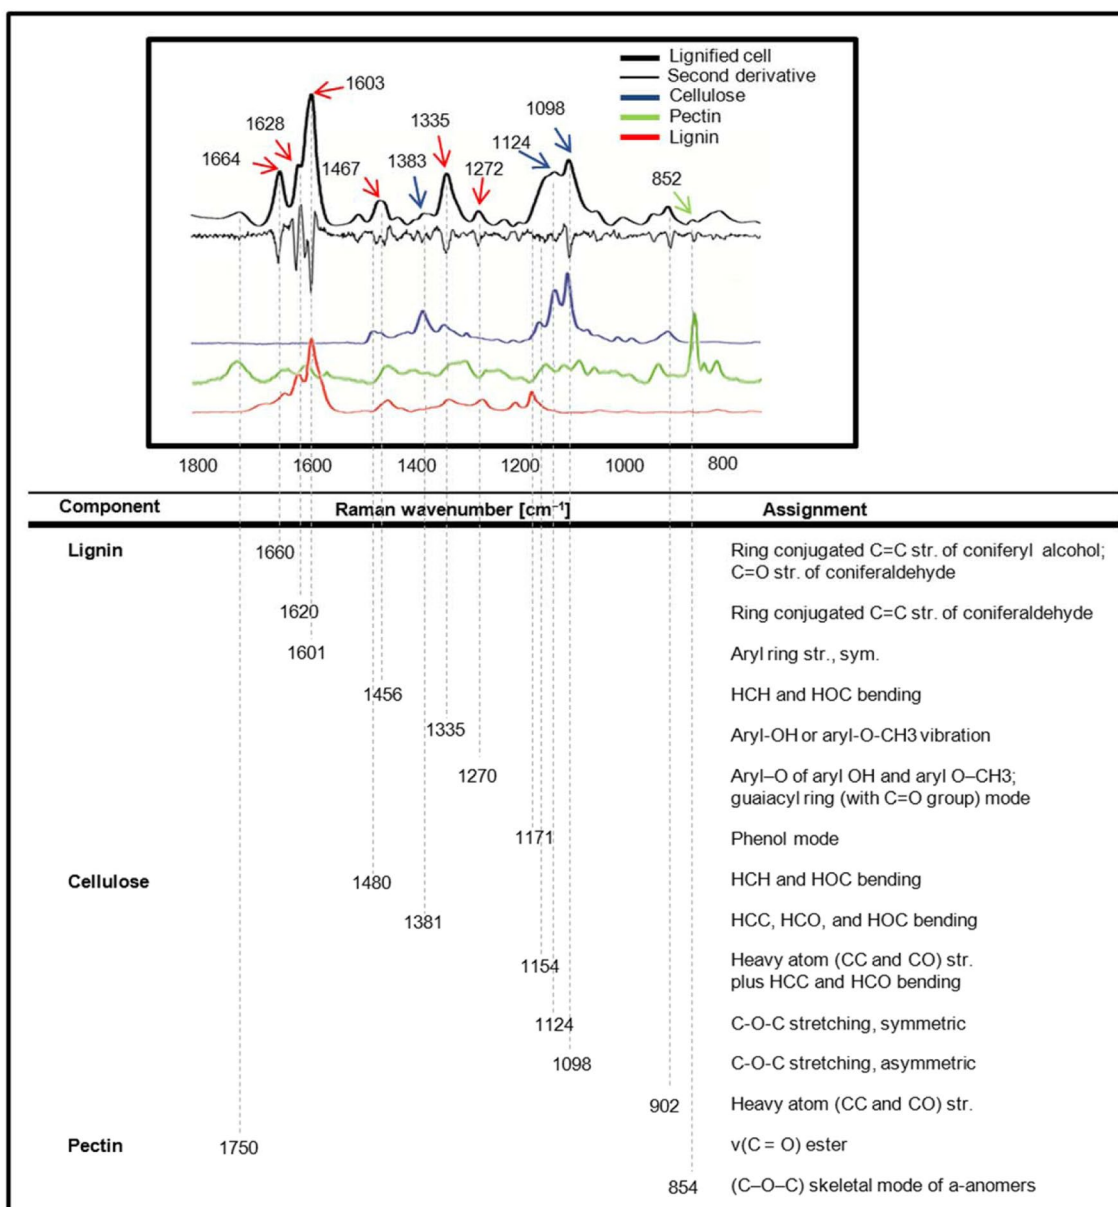 Lignified cell
Second derivative
Cellulose
Pectin
Lignin
1603
1628
1335
1098
1664
1467
1383
1272
1124
852
1800 1600 1400 1200 1000 800
Component Raman wavenumber [cm⁻¹] Assignment
Lignin 1660 Ring conjugated C=C str. of coniferyl alcohol;
C=O str. of coniferaldehyde
1620 Ring conjugated C=C str. of coniferaldehyde
1601 Aryl ring str., sym.
1456 HCH and HOC bending
1335 Aryl-OH or aryl-O-CH3 vibration
1270 Aryl–O of aryl OH and aryl O–CH3;
guaiacyl ring (with C=O group) mode
1171 Phenol mode
Cellulose 1480 HCH and HOC bending
1381 HCC, HCO, and HOC bending
1154 Heavy atom (CC and CO) str.
plus HCC and HCO bending
1124 C-O-C stretching, symmetric
1098 C-O-C stretching, asymmetric
902 Heavy atom (CC and CO) str.
Pectin 1750 v(C = O) ester
854 (C–O–C) skeletal mode of a-anomers